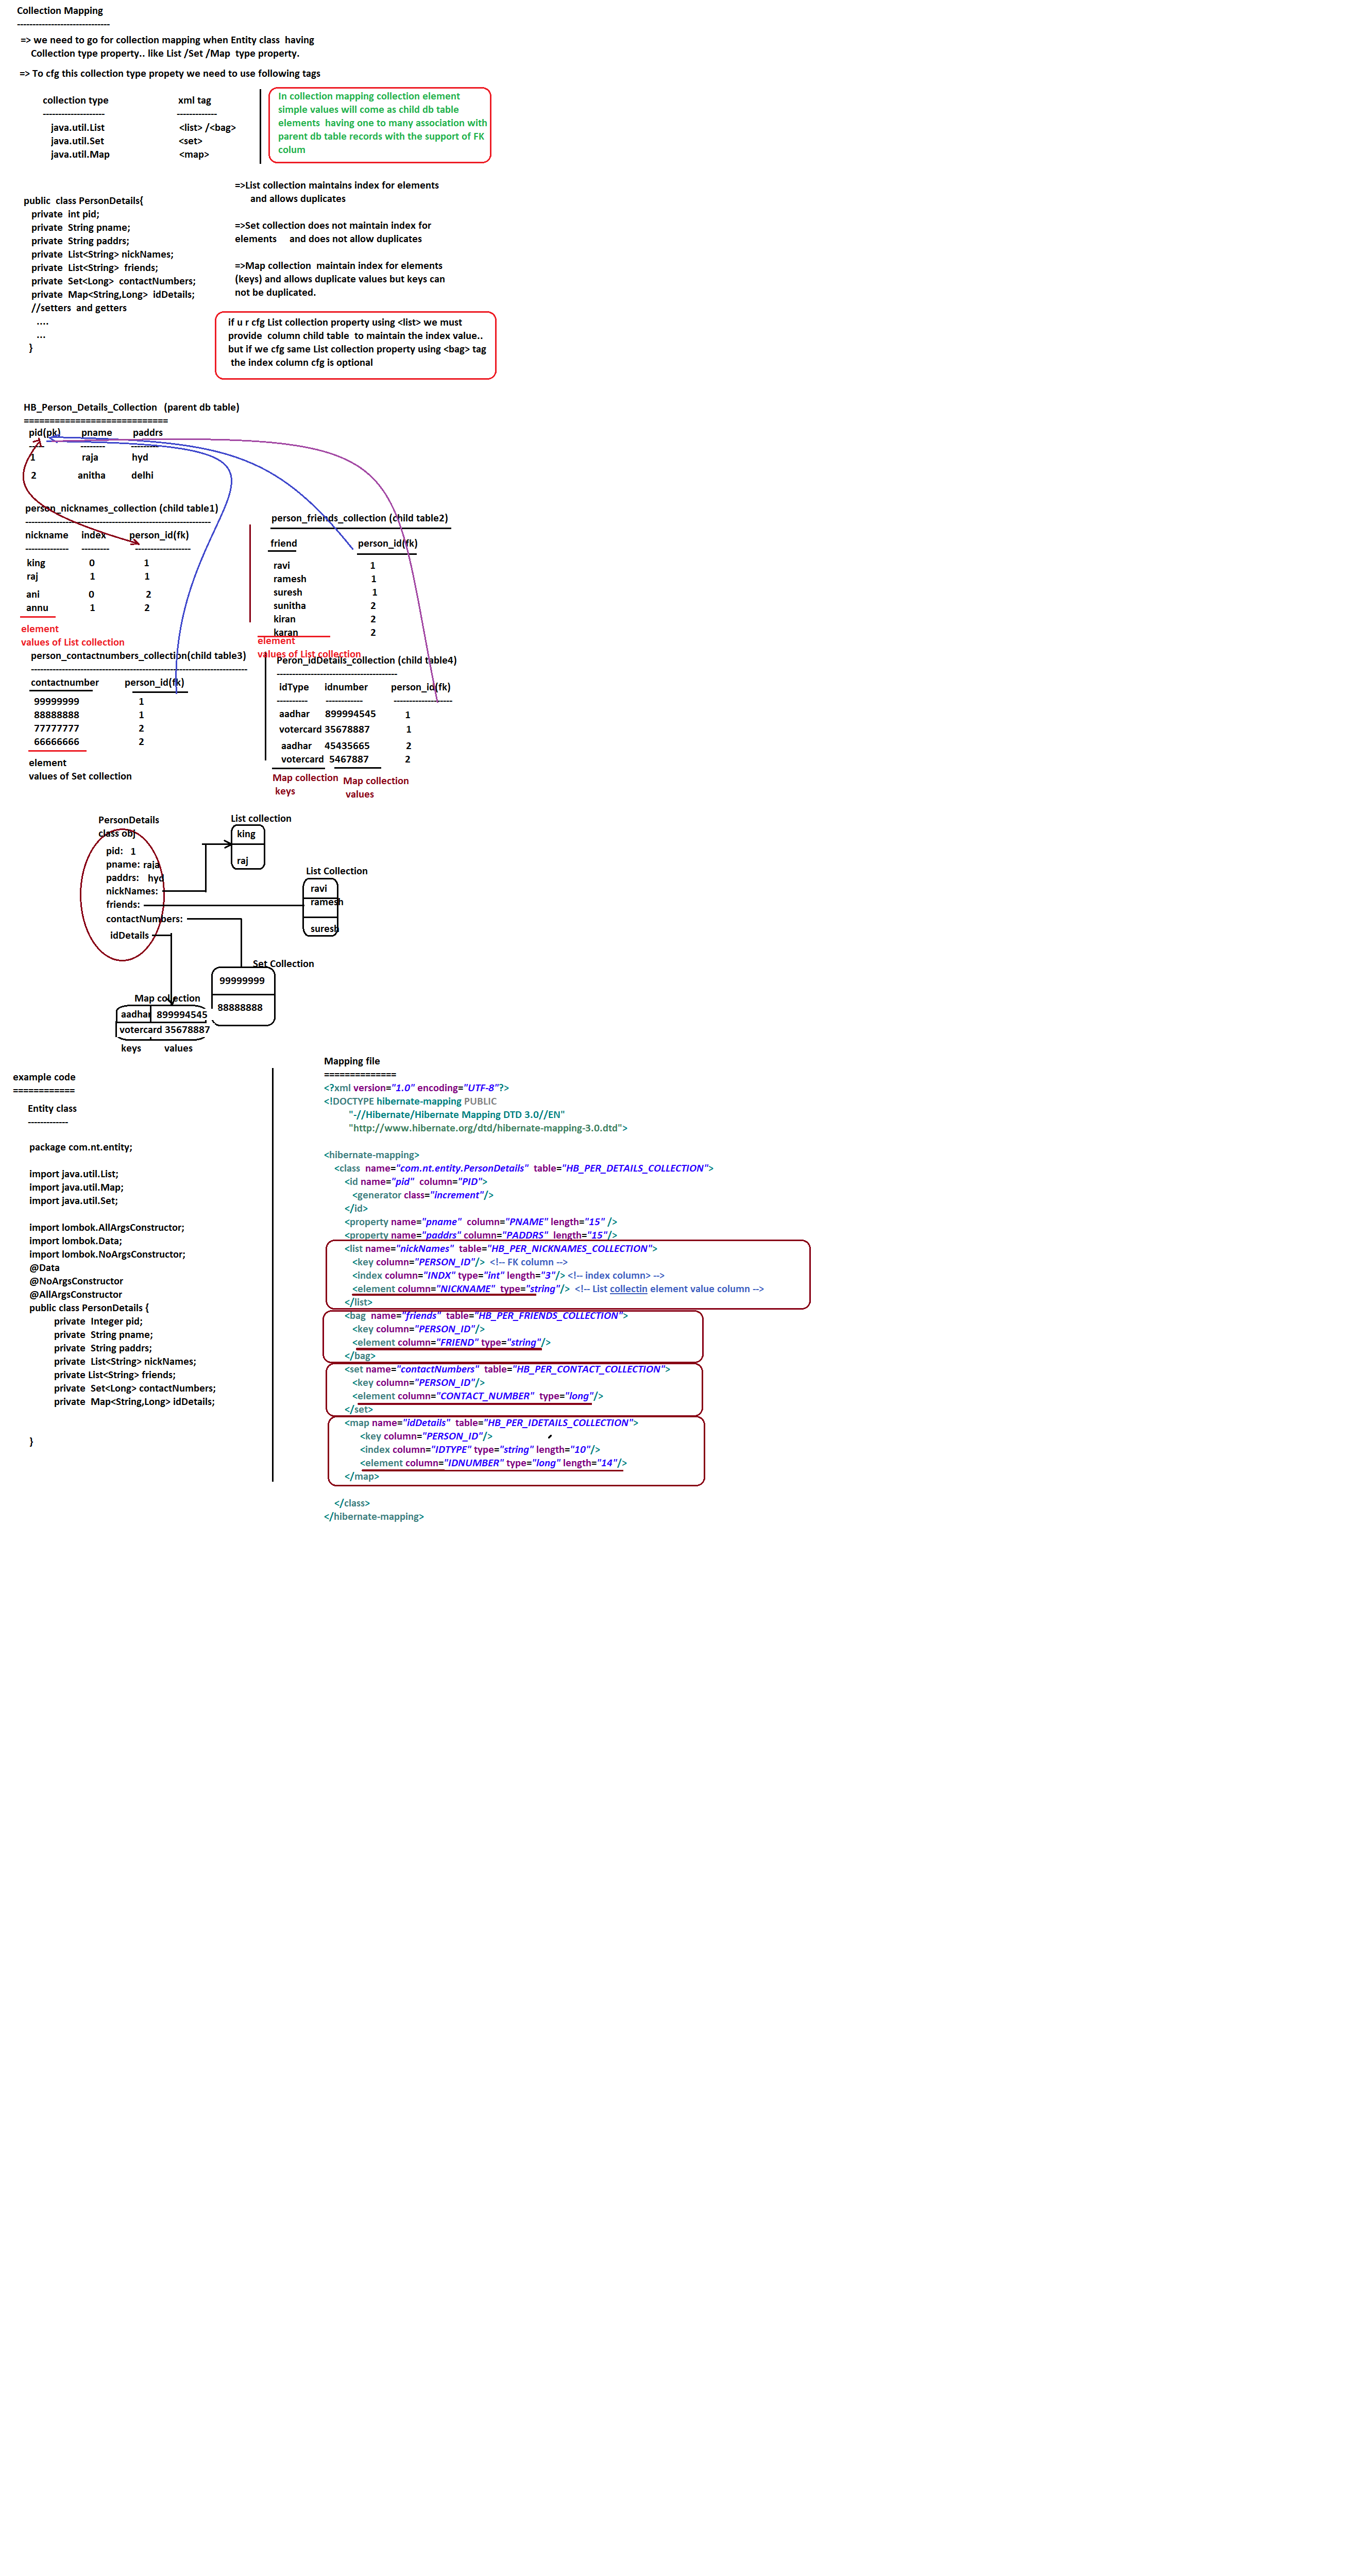 Collection Mapping
------------------------------
=> we need to go for collection mapping when Entity class  having
Collection type property.. like List /Set /Map  type property.
=> To cfg this collection type propety we need to use following tags
collection type xml tag
-------------------- -------------
java.util.List <list> /<bag>
java.util.Set <set>
java.util.Map <map>
In collection mapping collection element
simple values will come as child db table
elements  having one to many association with
parent db table records with the support of FK
colum
=>List collection maintains index for elements
and allows duplicates
=>Set collection does not maintain index for
elements     and does not allow duplicates
=>Map collection  maintain index for elements
(keys) and allows duplicate values but keys can
not be duplicated.
public  class PersonDetails{
private  int pid;
private  String pname;
private  String paddrs;
private  List<String> nickNames;
private  List<String>  friends;
private  Set<Long>  contactNumbers;
private  Map<String,Long>  idDetails;
//setters  and getters
....
...
}
if u r cfg List collection property using <list> we must
provide  column child table  to maintain the index value..
but if we cfg same List collection property using <bag> tag
the index column cfg is optional
HB_Person_Details_Collection   (parent db table)
============================
pid(pk) pname paddrs
----- -------- ---------
1 raja hyd
2 anitha delhi
person_nicknames_collection (child table1)
------------------------------------------------------------
nickname index person_id(fk)
-------------- --------- ------------------
king 0 1
raj 1 1
ani 0 2
annu 1 2
element
values of List collection
person_friends_collection (child table2)
friend person_id(fk)
ravi 1
ramesh 1
suresh 1
sunitha 2
kiran 2
karan 2
element
values of List collection
person_contactnumbers_collection(child table3)
----------------------------------------------------------------------
contactnumber person_id(fk)
99999999 1
88888888 1
77777777 2
66666666 2
element
values of Set collection
Peron_idDetails_collection (child table4)
---------------------------------------
idType idnumber person_id(fk)
---------- ------------ -------------------
aadhar 899994545 1
votercard 35678887 1
aadhar 45435665 2
votercard 5467887 2
Map collection
keys
Map collection
values
PersonDetails
class obj
pid: 1
pname: raja
paddrs: hyd
nickNames:
friends:
contactNumbers:
idDetails
List collection
king
raj
List Collection
ravi
ramesh
suresh
Set Collection
99999999
88888888
Map collection
aadhar 899994545
votercard 35678887
keys values
example code
============
Entity class
-------------
package com.nt.entity;
import java.util.List;
import java.util.Map;
import java.util.Set;
import lombok.AllArgsConstructor;
import lombok.Data;
import lombok.NoArgsConstructor;
@Data
@NoArgsConstructor
@AllArgsConstructor
public class PersonDetails {
private  Integer pid;
private  String pname;
private  String paddrs;
private  List<String> nickNames;
private List<String> friends;
private  Set<Long> contactNumbers;
private  Map<String,Long> idDetails;
}
Mapping file
==============
<?xml version="1.0" encoding="UTF-8"?>
<!DOCTYPE hibernate-mapping PUBLIC
"-//Hibernate/Hibernate Mapping DTD 3.0//EN"
"http://www.hibernate.org/dtd/hibernate-mapping-3.0.dtd">
<hibernate-mapping>
<class  name="com.nt.entity.PersonDetails"  table="HB_PER_DETAILS_COLLECTION">
<id name="pid"  column="PID">
<generator class="increment"/>
</id>
<property name="pname"  column="PNAME" length="15" />
<property name="paddrs" column="PADDRS"  length="15"/>
<list name="nickNames"  table="HB_PER_NICKNAMES_COLLECTION">
<key column="PERSON_ID"/>  <!-- FK column -->
<index column="INDX" type="int" length="3"/> <!-- index column> -->
<element column="NICKNAME"  type="string"/>  <!-- List collectin element value column -->
</list>
<bag  name="friends"  table="HB_PER_FRIENDS_COLLECTION">
<key column="PERSON_ID"/>
<element column="FRIEND" type="string"/>
</bag>
<set name="contactNumbers"  table="HB_PER_CONTACT_COLLECTION">
<key column="PERSON_ID"/>
<element column="CONTACT_NUMBER"  type="long"/>
</set>
<map name="idDetails"  table="HB_PER_IDETAILS_COLLECTION">
<key column="PERSON_ID"/>
<index column="IDTYPE" type="string" length="10"/>
<element column="IDNUMBER" type="long" length="14"/>
</map>
</class>
</hibernate-mapping>